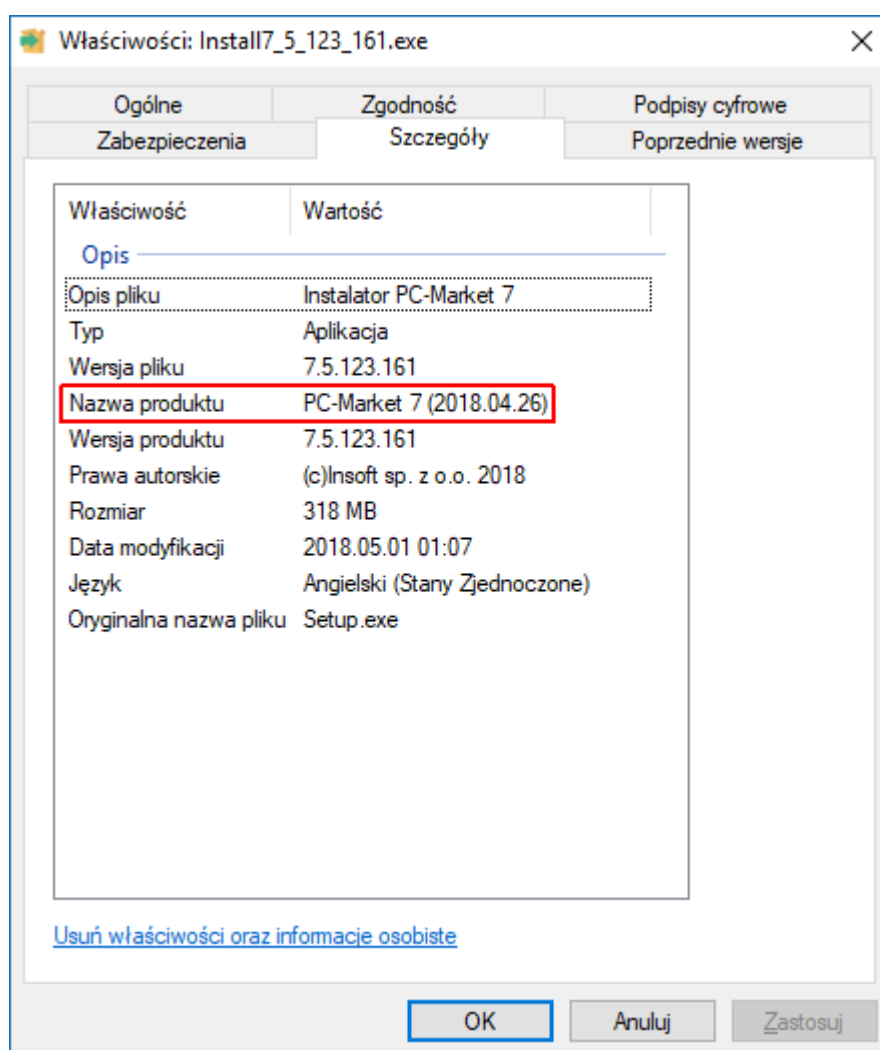 Właściwości: Install7_5_123_161.exe
Ogólne Zgodność Podpisy cyfrowe
Zabezpieczenia Szczegóły Poprzednie wersje
Właściwość Wartość
Opis
Opis pliku Instalator PC-Market 7
Typ Aplikacja
Wersja pliku 7.5.123.161
Nazwa produktu PC-Market 7 (2018.04.26)
Wersja produktu 7.5.123.161
Prawa autorskie (c)Insoft sp. z o.o. 2018
Rozmiar 318 MB
Data modyfikacji 2018.05.01 01:07
Język Angielski (Stany Zjednoczone)
Oryginalna nazwa pliku Setup.exe
Usuń właściwości oraz informacje osobiste
OK Anuluj Zastosuj